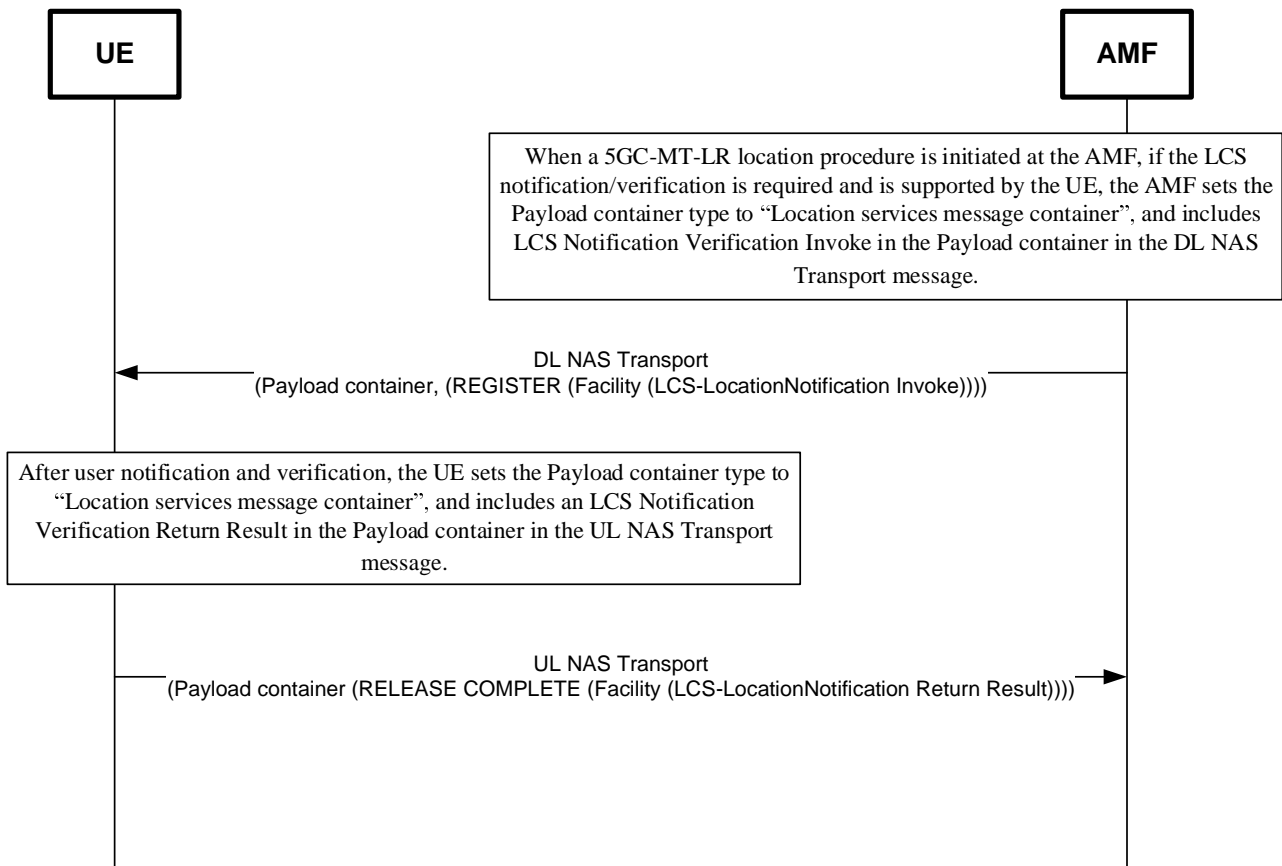 UE
AMF
When a 5GC-MT-LR location procedure is initiated at the AMF, if the LCS
notification/verification is required and is supported by the UE, the AMF sets the
Payload container type to “Location services message container”, and includes
LCS Notification Verification Invoke in the Payload container in the DL NAS
Transport message.
DL NAS Transport
(Payload container, (REGISTER (Facility (LCS-LocationNotification Invoke))))
After user notification and verification, the UE sets the Payload container type to
“Location services message container”, and includes an LCS Notification
Verification Return Result in the Payload container in the UL NAS Transport
message.
UL NAS Transport
(Payload container (RELEASE COMPLETE (Facility (LCS-LocationNotification Return Result))))